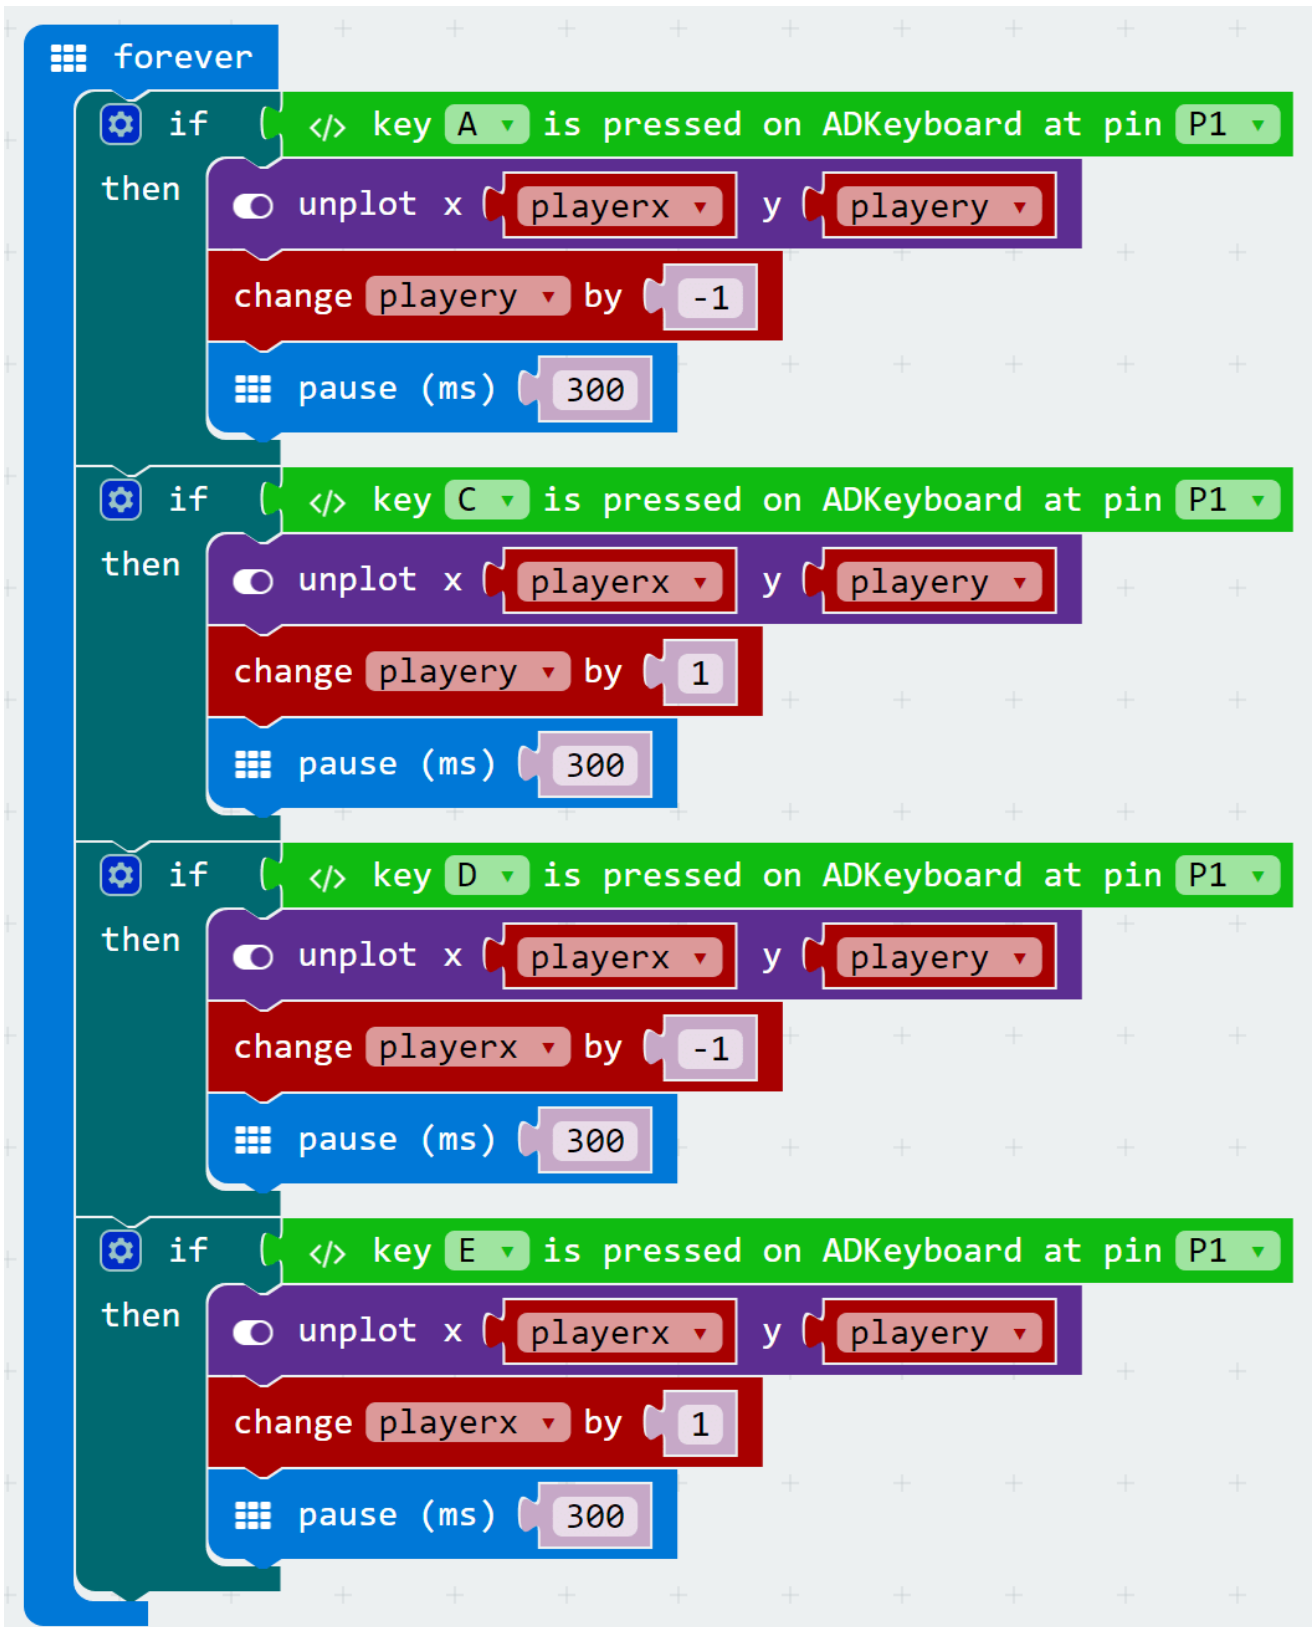 forever
if </> key A ▾ is pressed on ADKeyboard at pin P1 ▾
then unplot x playerx ▾ y playery ▾
change playery ▾ by -1
pause (ms) 300
if </> key C ▾ is pressed on ADKeyboard at pin P1 ▾
then unplot x playerx ▾ y playery ▾
change playery ▾ by 1
pause (ms) 300
if </> key D ▾ is pressed on ADKeyboard at pin P1 ▾
then unplot x playerx ▾ y playery ▾
change playerx ▾ by -1
pause (ms) 300
if </> key E ▾ is pressed on ADKeyboard at pin P1 ▾
then unplot x playerx ▾ y playery ▾
change playerx ▾ by 1
pause (ms) 300